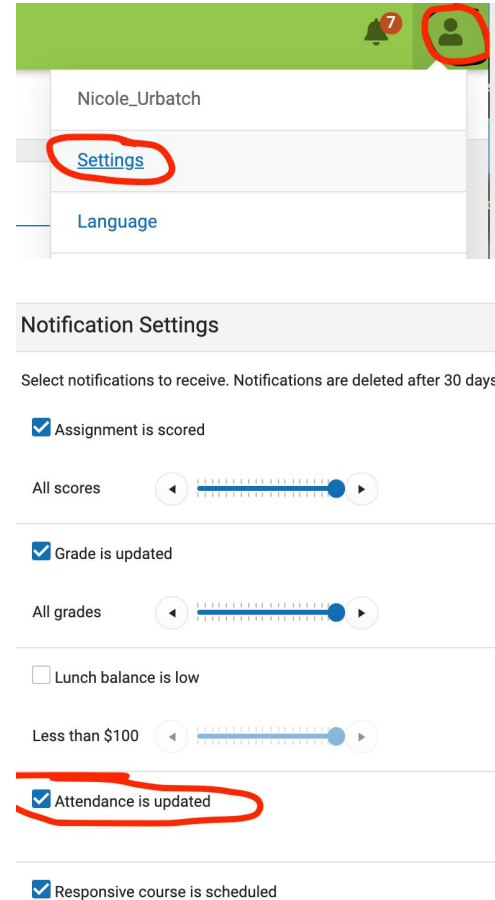 7
Nicole_Urbatch
Settings
Language
Notification Settings
Select notifications to receive. Notifications are deleted after 30 days
Assignment is scored
All scores
Grade is updated
All grades
Lunch balance is low
Less than $100
Attendance is updated
Responsive course is scheduled